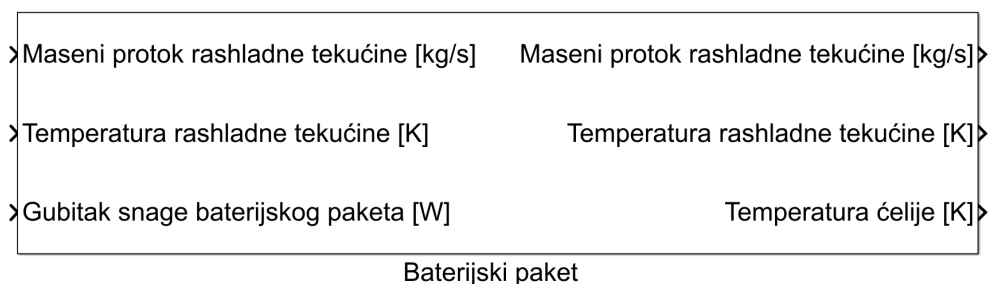 Maseni protok rashladne tekućine [kg/s] Maseni protok rashladne tekućine [kg/s]
Temperatura rashladne tekućine [K] Temperatura rashladne tekućine [K]
Gubitak snage baterijskog paketa [W] Temperatura ćelije [K]
Baterijski paket